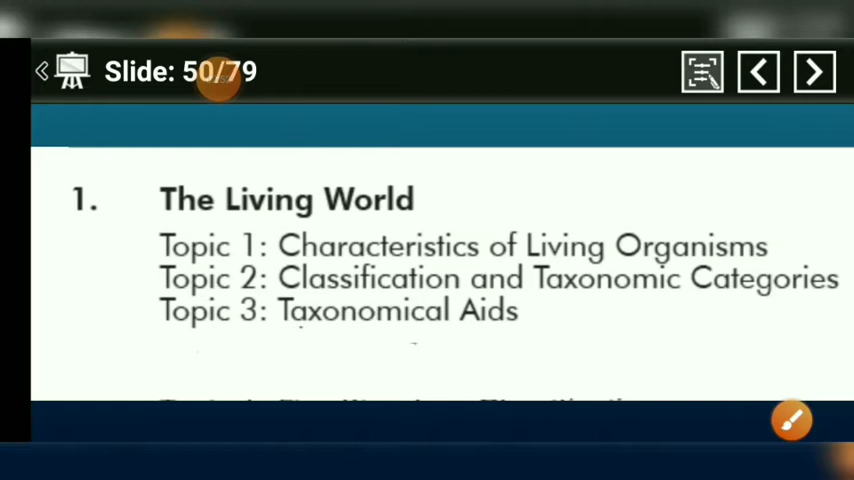 Slide: 50/79
1. The Living World
Topic 1: Characteristics of Living Organisms
Topic 2: Classification and Taxonomic Categories
Topic 3: Taxonomical Aids